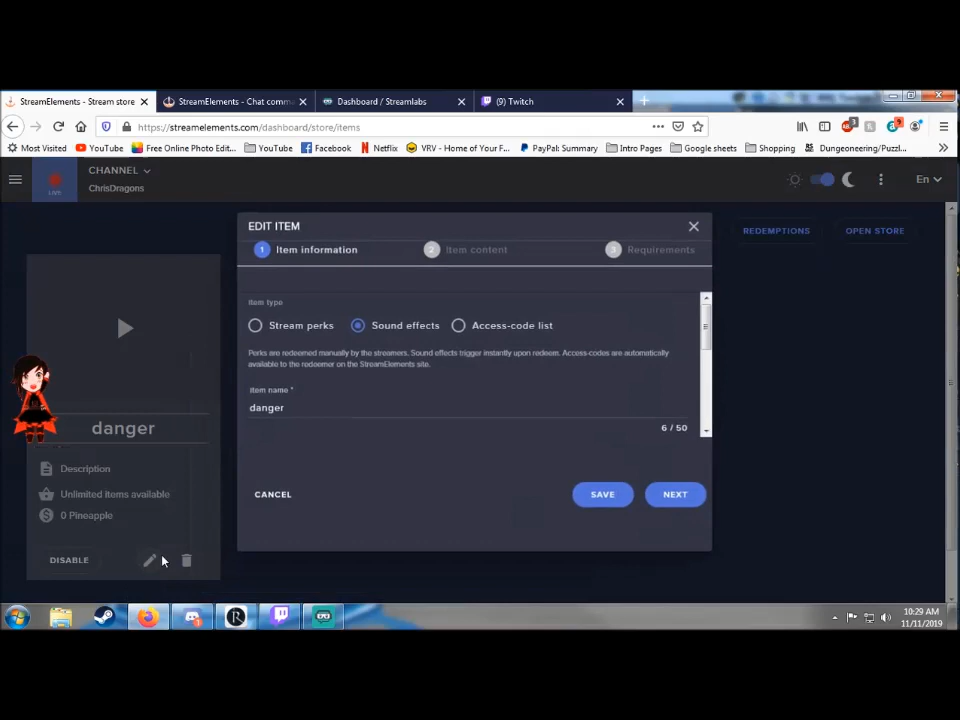 StreamElements - Stream store
StreamElements - Chat comm
Dashboard / Streamlabs
(9) Twitch
https://streamelements.com/dashboard/store/items
Most Visited
YouTube
Free Online Photo Edit...
YouTube
Facebook
Netflix
VRV - Home of Your F...
PayPal: Summary
Intro Pages
Google sheets
Shopping
Dungeoneering/Puzzl...
LIVE
CHANNEL
ChrisDragons
En
EDIT ITEM
REDEMPTIONS
OPEN STORE
1 Item information
2 Item content
3 Requirements
Item type
Stream perks
Sound effects
Access-code list
Perks are redeemed manually by the streamers. Sound effects trigger instantly upon redeem. Access-codes are automatically
available to the redeemer on the StreamElements site.
Item name *
danger
6 / 50
danger
Description
Unlimited items available
0 Pineapple
CANCEL
SAVE
NEXT
DISABLE
10:29 AM
11/11/2019